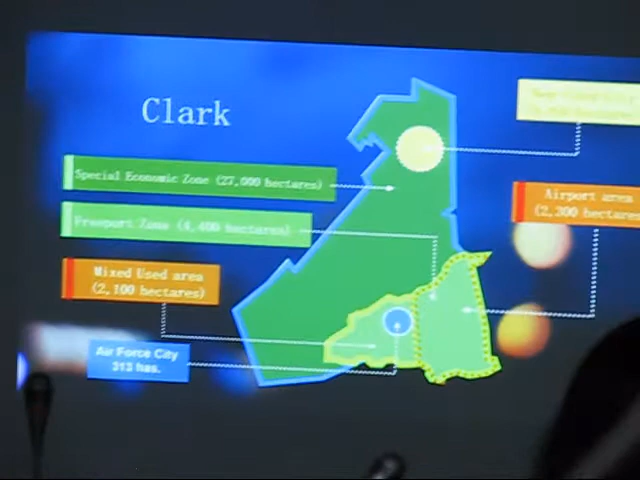 Clark
Special Economic Zone (27,000 hectares)
Freeport Zone (4,400 hectares)
Airport area
(2,300 hectares
Mixed Used area
(2,100 hectares)
Air Force City
313 has.